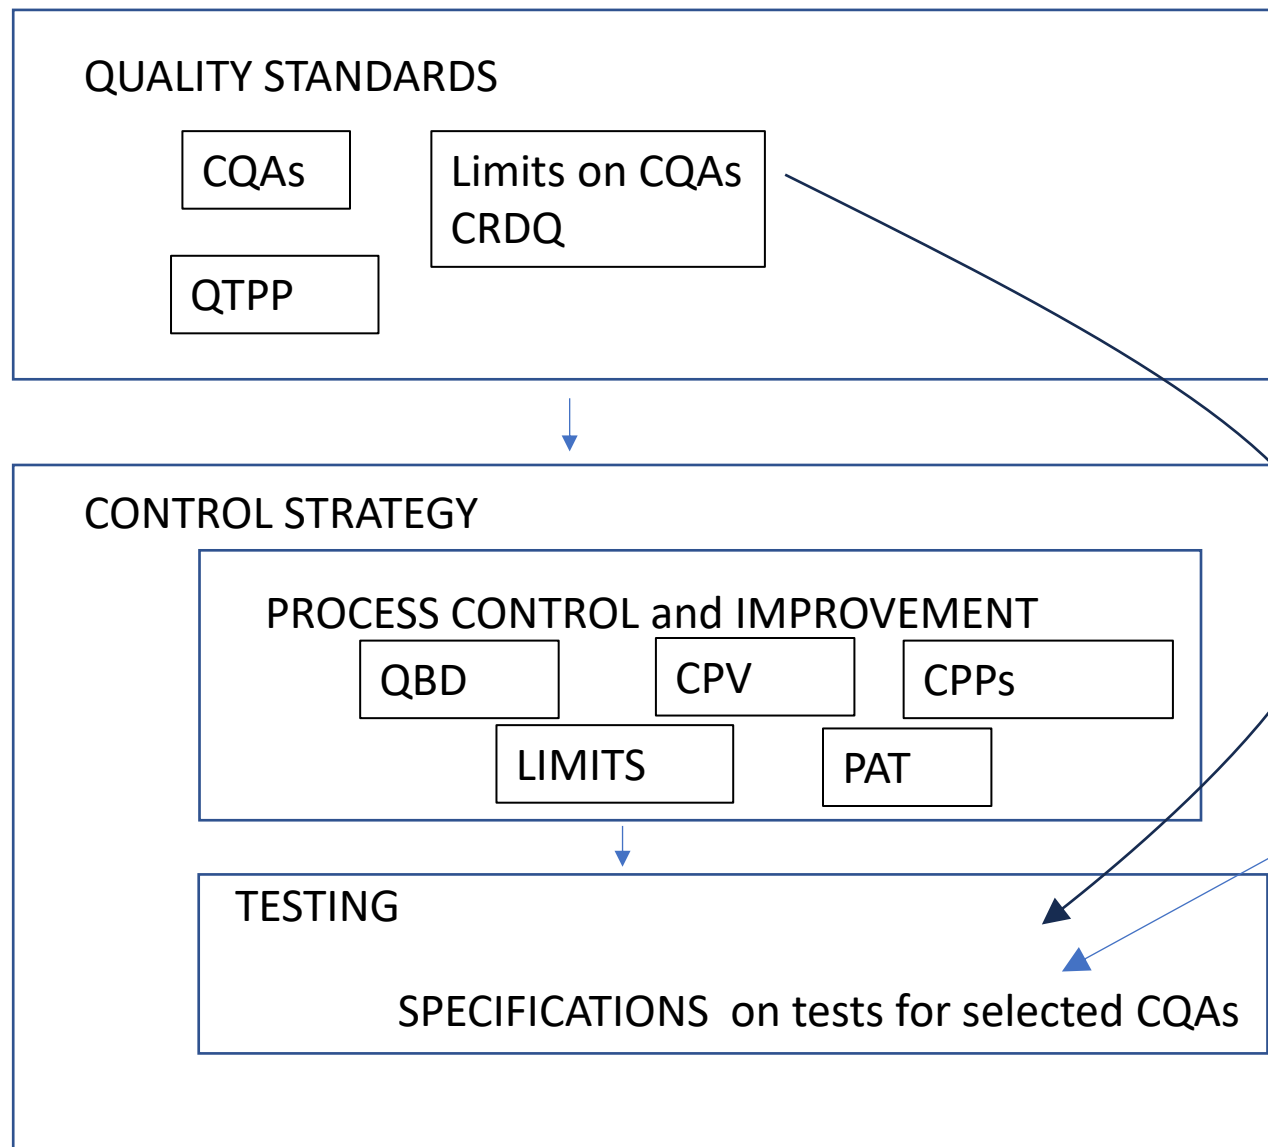 QUALITY STANDARDS
CQAs
Limits on CQAs
CRDQ
QTPP
CONTROL STRATEGY
PROCESS CONTROL and IMPROVEMENT
QBD
CPV
CPPs
LIMITS
PAT
TESTING
SPECIFICATIONS on tests for selected CQAs